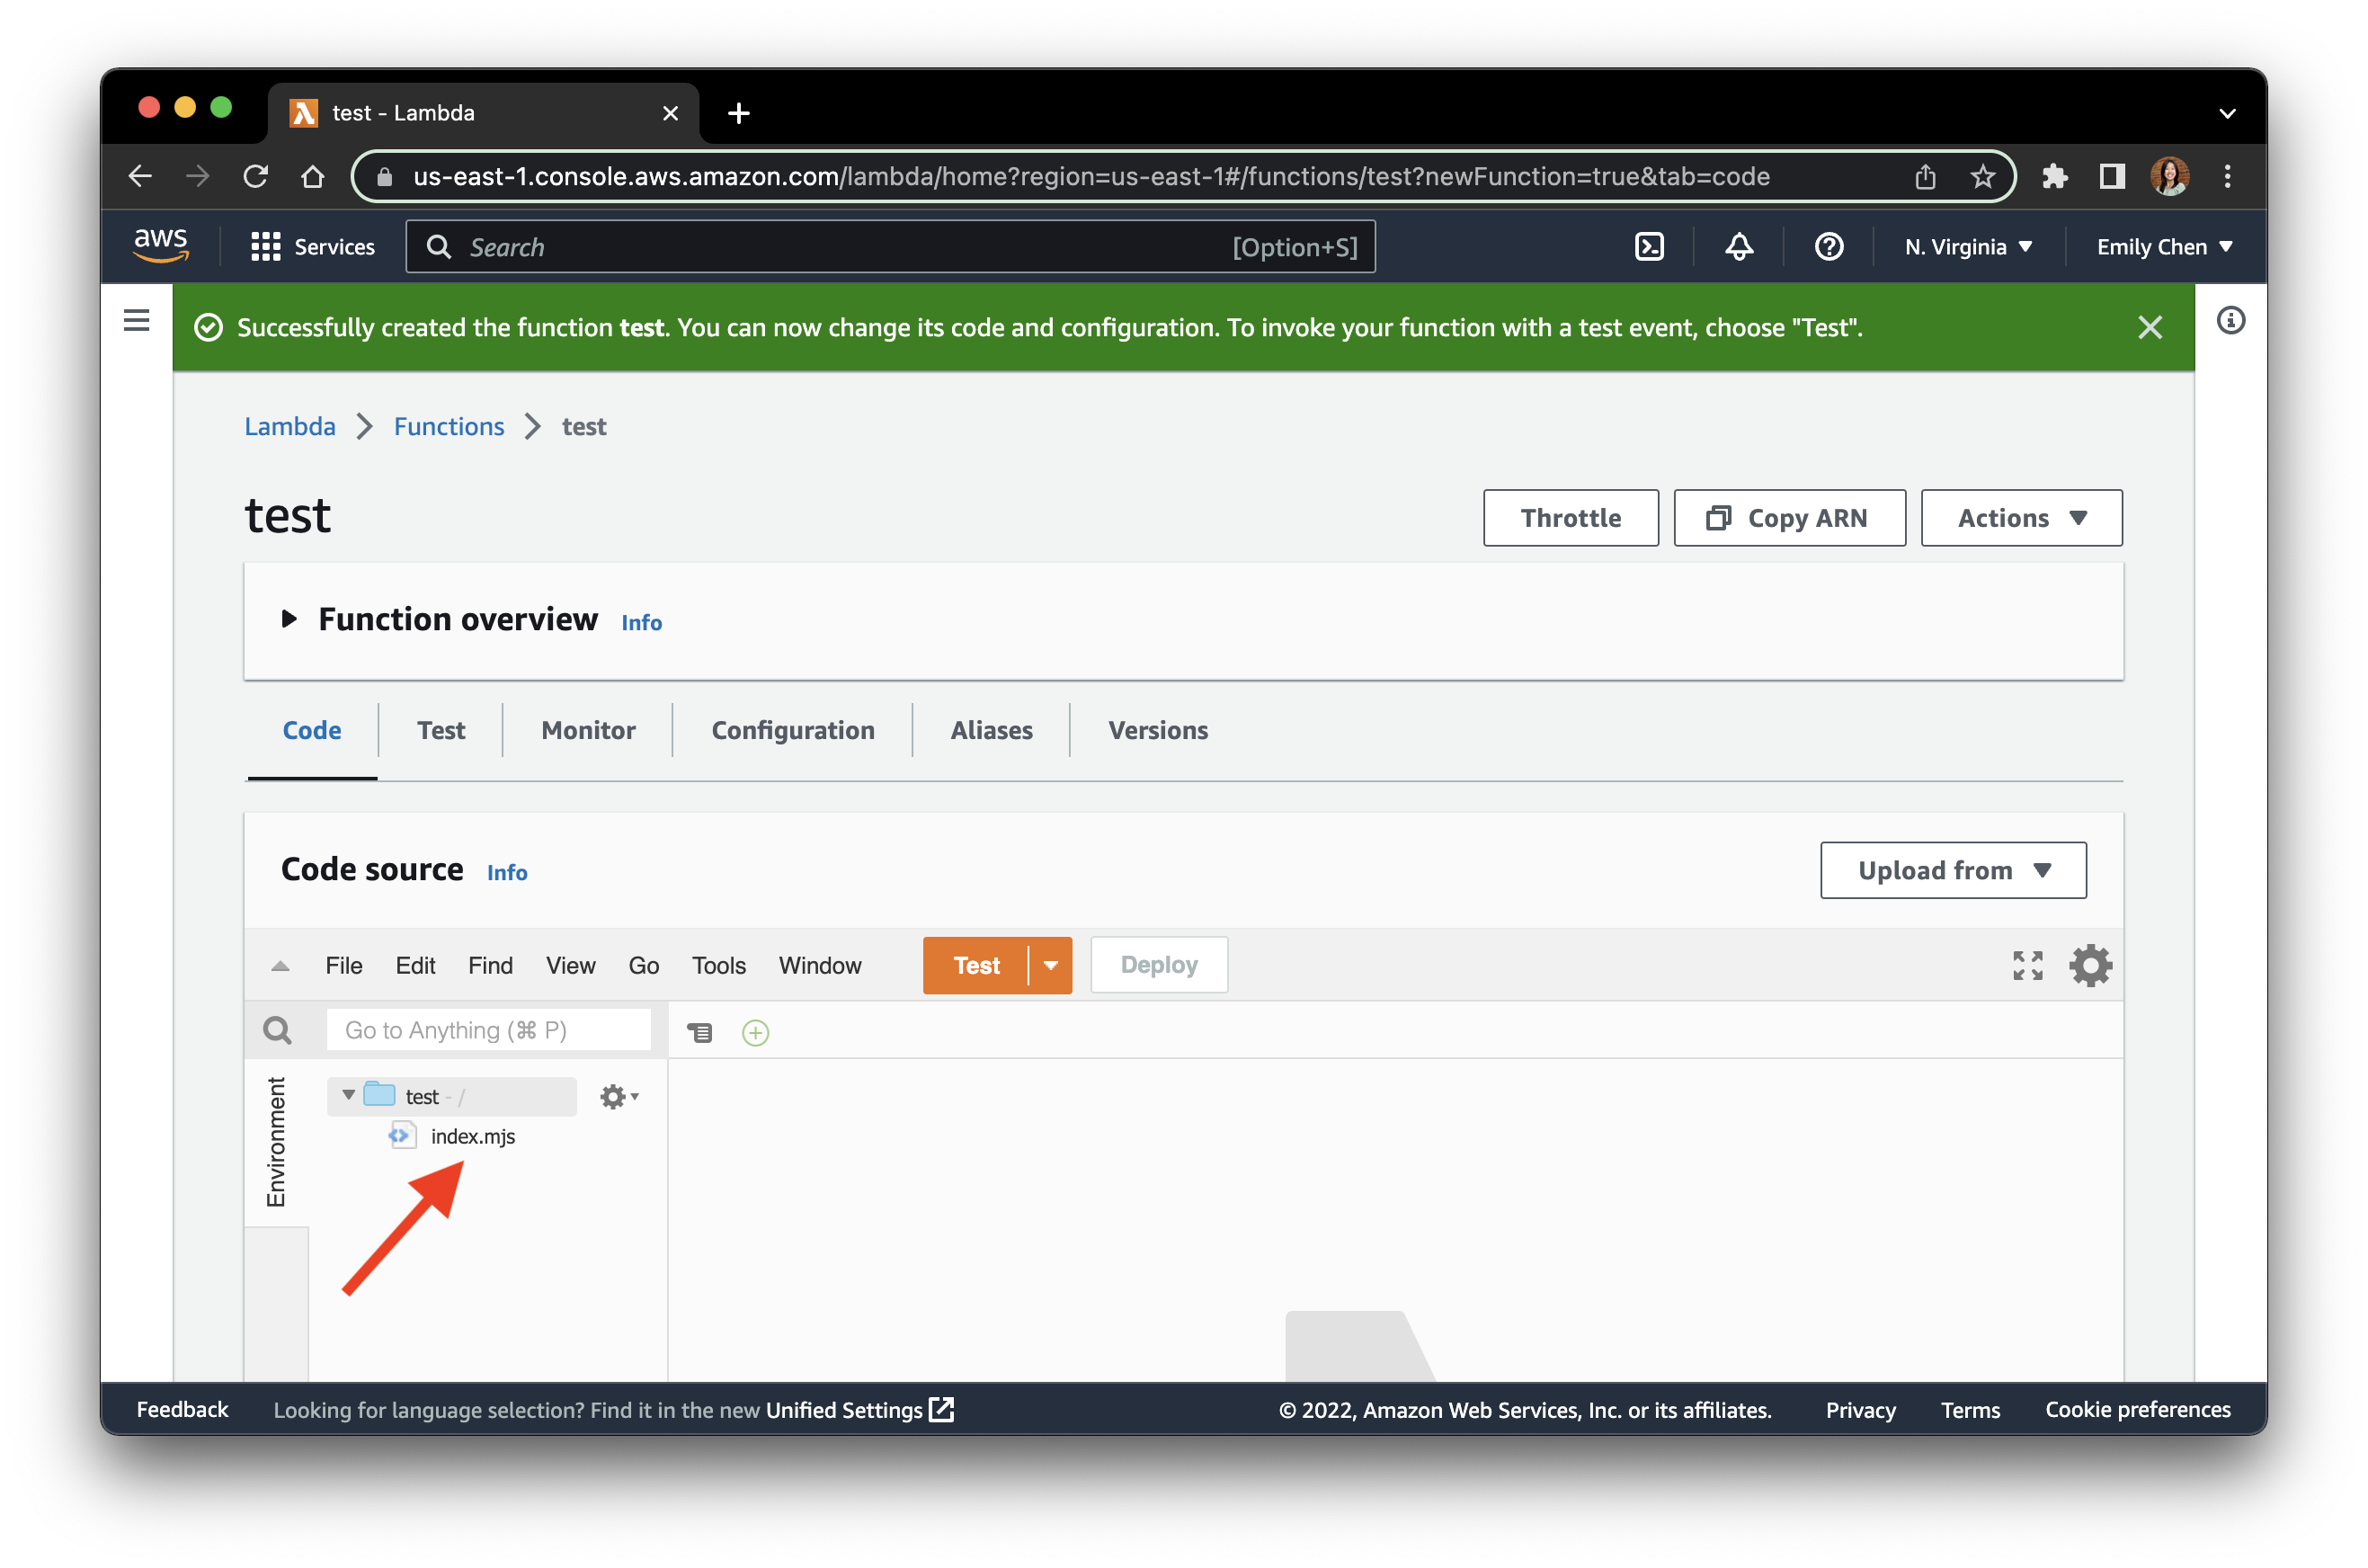 test - Lambda
us-east-1.console.aws.amazon.com/lambda/home?region=us-east-1#/functions/test?newFunction=true&tab=code
aws Services Search [Option+S] N. Virginia Emily Chen
Successfully created the function test. You can now change its code and configuration. To invoke your function with a test event, choose "Test".
Lambda Functions test
test Throttle Copy ARN Actions
Function overview Info
Code Test Monitor Configuration Aliases Versions
Code source Info Upload from
File Edit Find View Go Tools Window Test Deploy
Go to Anything (⌘ P)
Environment
test - /
index.mjs
Feedback Looking for language selection? Find it in the new Unified Settings © 2022, Amazon Web Services, Inc. or its affiliates. Privacy Terms Cookie preferences